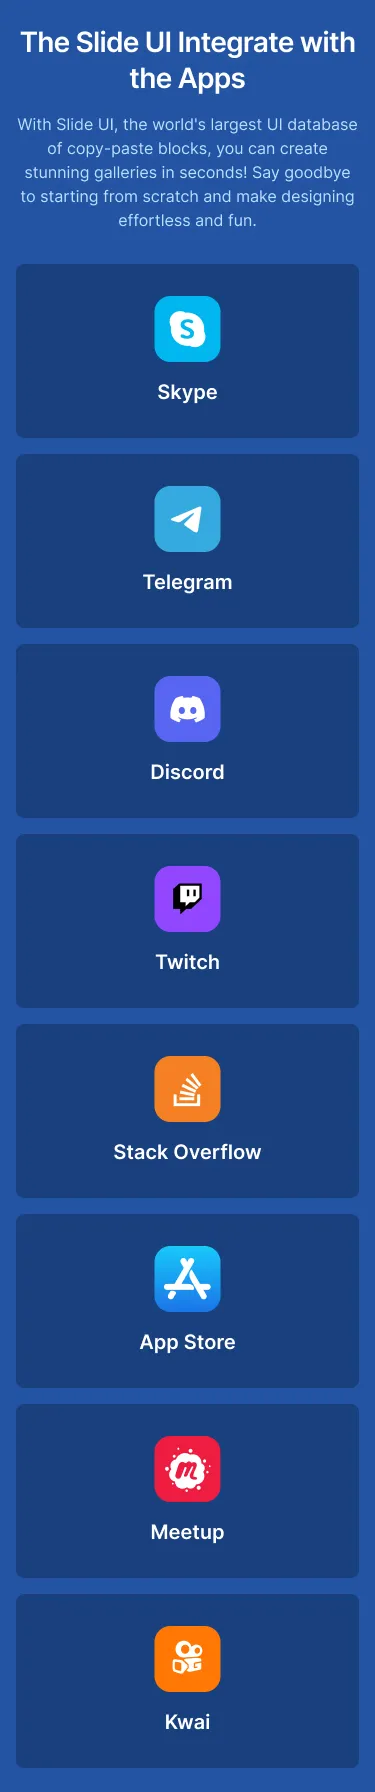 The Slide UI Integrate with
the Apps
With Slide UI, the world's largest UI database
of copy-paste blocks, you can create
stunning galleries in seconds! Say goodbye
to starting from scratch and make designing
effortless and fun.
Skype
Telegram
Discord
Twitch
Stack Overflow
App Store
Meetup
Kwai